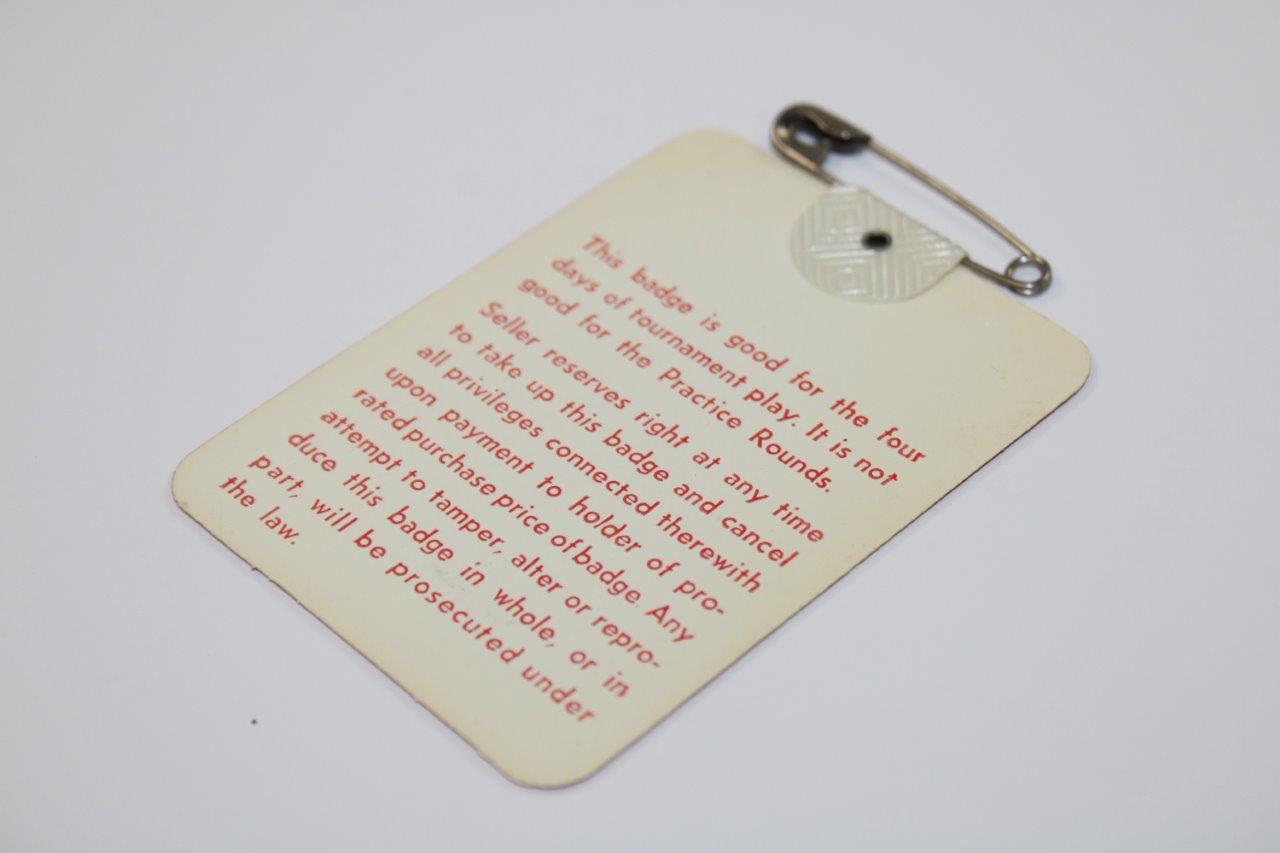 This badge is good for the four
days of tournament play. It is not
good for the Practice Rounds.
Seller reserves right at any time
to take up this badge and cancel
all privileges connected therewith
upon payment to holder of pro-
rated purchase price of badge. Any
attempt to tamper, alter or repro-
duce this badge in whole, or in
part, will be prosecuted under
the law.